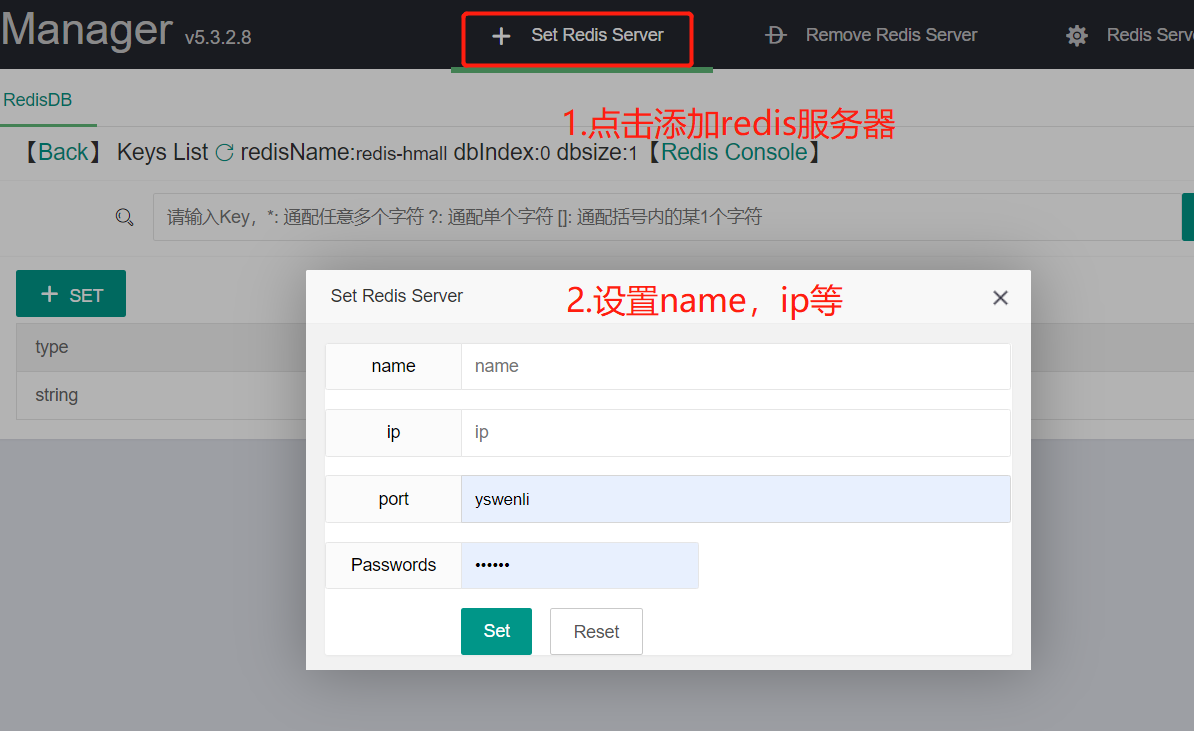 Manager v5.3.2.8
Set Redis Server
Remove Redis Server
Redis Serv
RedisDB
1.点击添加redis服务器
【Back】 Keys List redisName:redis-hmall dbIndex:0 dbsize:1【Redis Console】
请输入Key，*: 通配任意多个字符 ?: 通配单个字符 []: 通配括号内的某1个字符
+ SET
type
string
Set Redis Server
2.设置name，ip等
name
name
ip
ip
port
yswenli
Passwords
••••••
Set
Reset